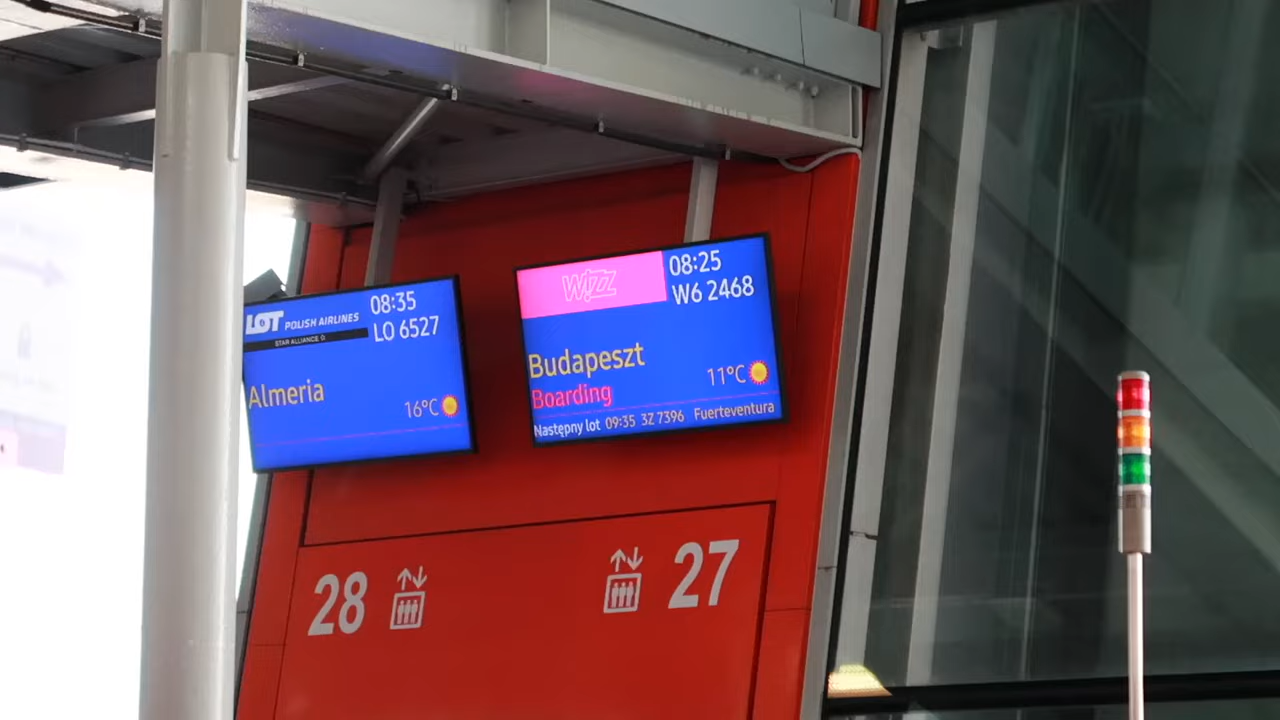 LOT POLISH AIRLINES
STAR ALLIANCE
08:35
LO 6527
Almeria
16°C
WIZZ
08:25
W6 2468
Budapeszt
Boarding
11°C
Następny lot 09:35 3Z 7396 Fuerteventura
28
27